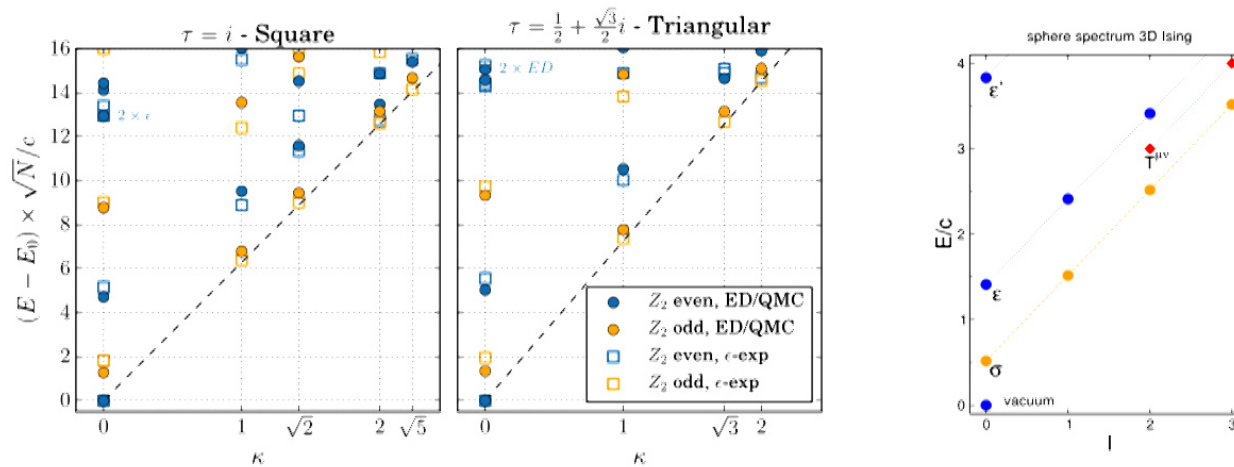 τ = i - Square
16
14
12
10
8
6
4
2
0
(E − E₀) × √N/c
2 × ϵ
0
1
√2
2
√5
κ
τ = 1/2 + √3/2 i - Triangular
2 × ED
Z₂ even, ED/QMC
Z₂ odd, ED/QMC
Z₂ even, ϵ-exp
Z₂ odd, ϵ-exp
0
1
√3
2
κ
sphere spectrum 3D Ising
4
3
2
1
0
E/c
ε'
T^μν
ε
σ
vacuum
0
1
2
3
l